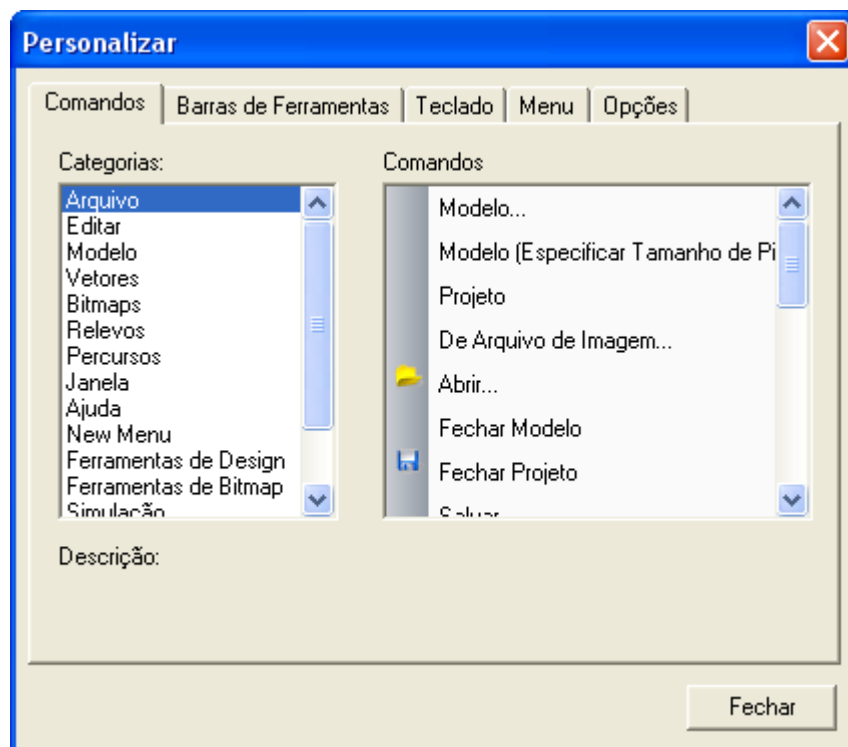 Personalizar
Comandos
Barras de Ferramentas
Teclado
Menu
Opções
Categorias:
Arquivo
Editar
Modelo
Vetores
Bitmaps
Relevos
Percursos
Janela
Ajuda
New Menu
Ferramentas de Design
Ferramentas de Bitmap
Simulação
Comandos
Modelo...
Modelo (Especificar Tamanho de Pi
Projeto
De Arquivo de Imagem...
Abrir...
Fechar Modelo
Fechar Projeto
Salvar
Descrição:
Fechar